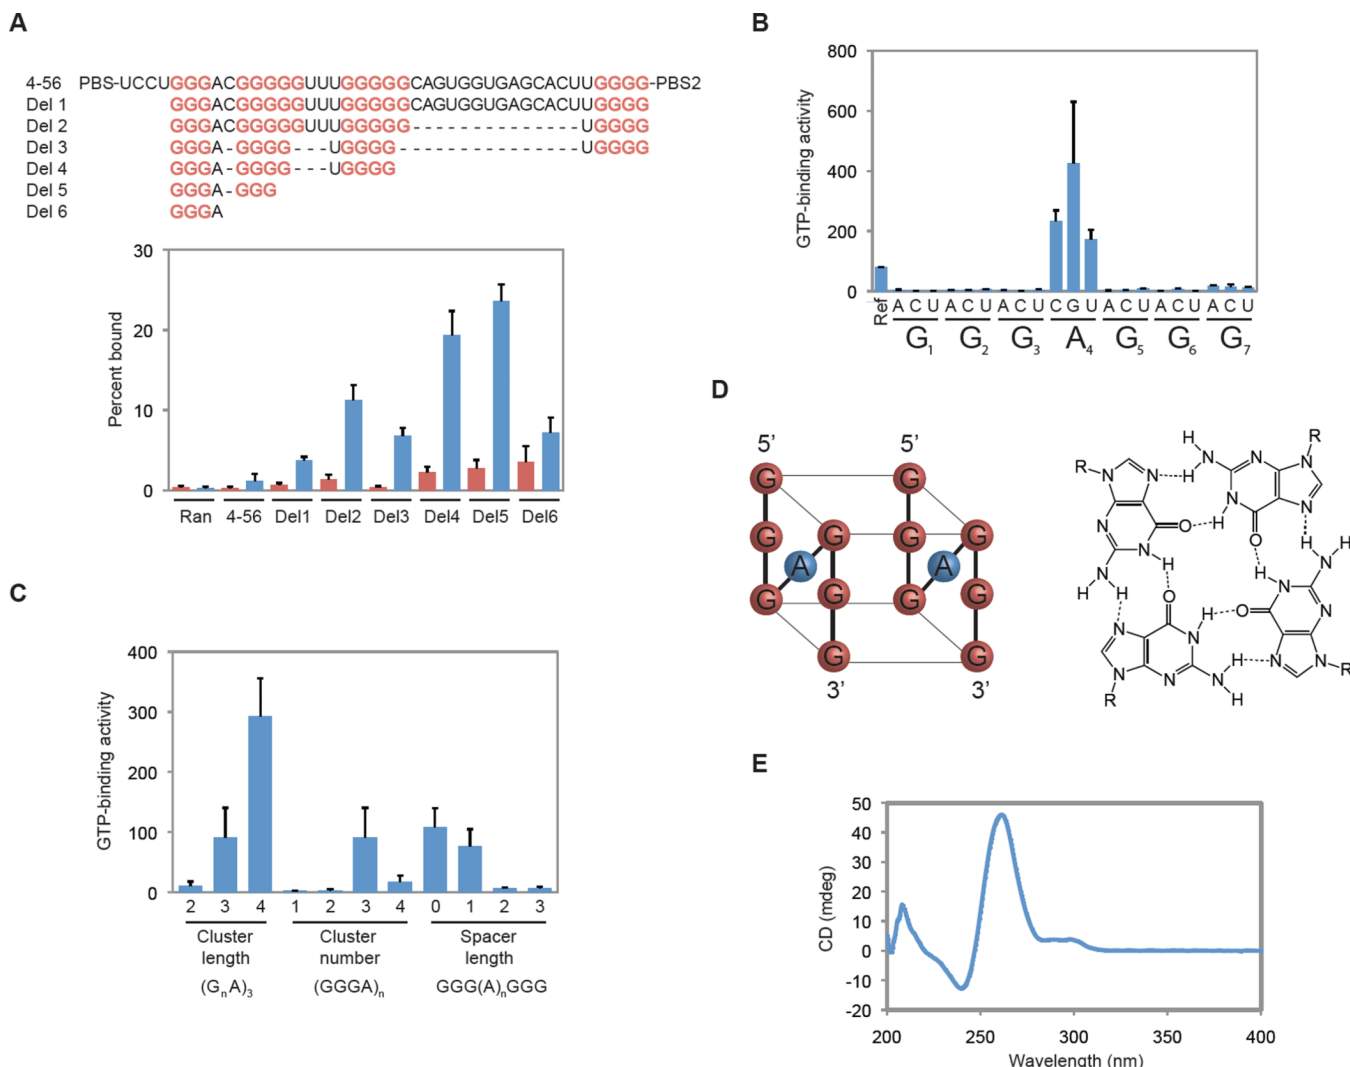 A
4-56 PBS-UCCUGGGACGGGGGUUUGGGGGCAGUGGUGAGCACUUGGGG-PBS2
Del 1 GGGACGGGGGUUUGGGGGCAGUGGUGAGCACUUGGGG
Del 2 GGGACGGGGGUUUGGGGG-------------UGGGG
Del 3 GGGA-GGGG---UGGGG--------------UGGGG
Del 4 GGGA-GGGG---UGGGG
Del 5 GGGA-GGG
Del 6 GGGA
30
20
10
0
Percent bound
Ran 4-56 Del1 Del2 Del3 Del4 Del5 Del6
B
800
600
400
200
0
GTP-binding activity
Ref A C U A C U A C U C G U A C U A C U A C U
G1 G2 G3 A4 G5 G6 G7
C
400
300
200
100
0
GTP-binding activity
2 3 4 1 2 3 4 0 1 2 3
Cluster length Cluster number Spacer length
(GnA)3 (GGGA)n GGG(A)nGGG
D
5’ 5’
G G
G G G G
A A
G G G G
G G
3’ 3’
R N N H N H N N R
N N N
O H N H N
N N H O H H
N N
H H H O N
H O N N
N N N
N N N H N N R
R H
E
50
40
30
20
10
0
-10
-20
CD (mdeg)
200 250 300 350 400
Wavelength (nm)